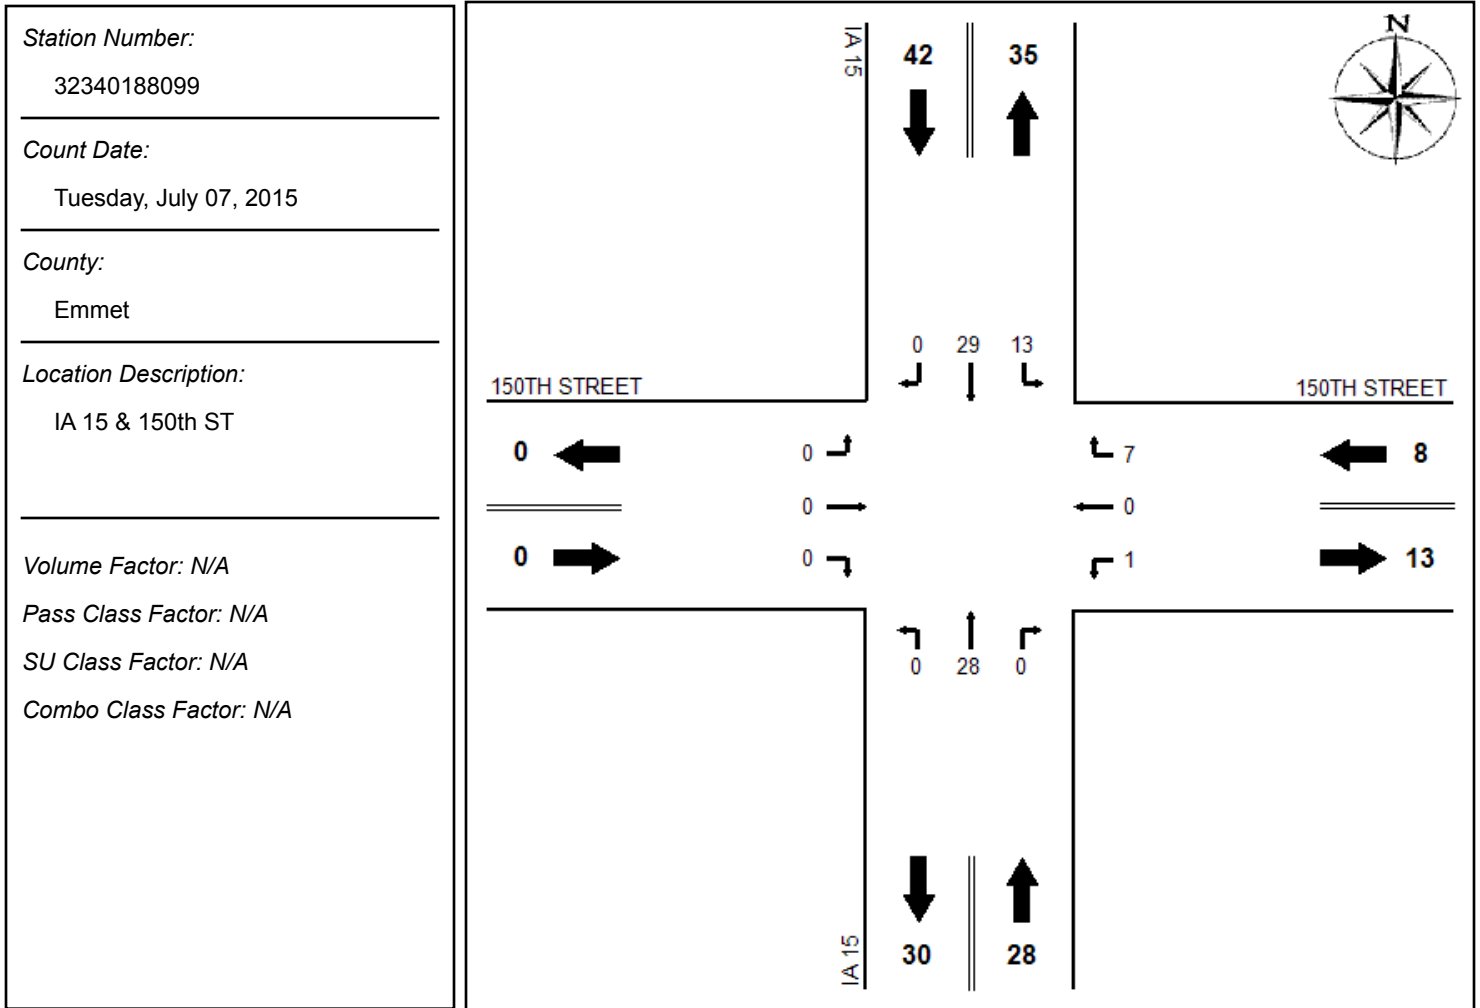 Station Number:
32340188099
Count Date:
Tuesday, July 07, 2015
County:
Emmet
Location Description:
IA 15 & 150th ST
Volume Factor: N/A
Pass Class Factor: N/A
SU Class Factor: N/A
Combo Class Factor: N/A
N
IA 15
42 35
0 29 13
150TH STREET
150TH STREET
0 0 7 8
0 0
0 0 1 13
0 28 0
IA 15
30 28